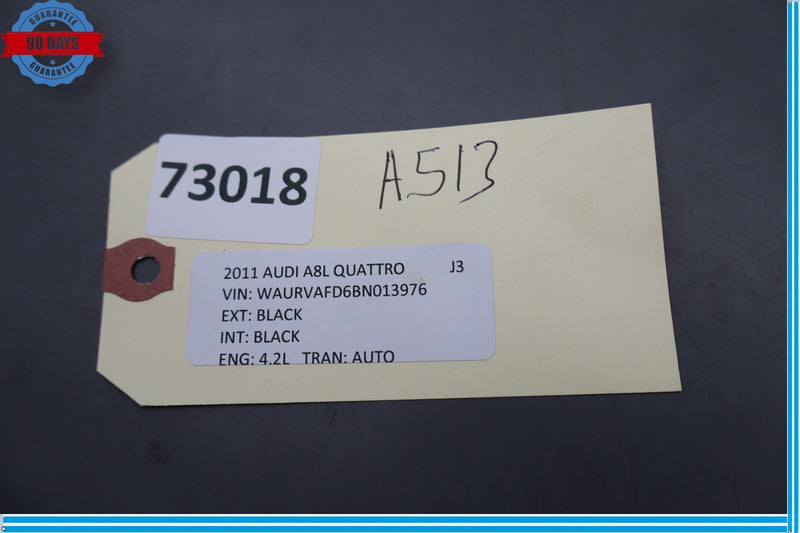 GUARANTEE
90 DAYS
GUARANTEE
73018
A513
2011 AUDI A8L QUATTRO J3
VIN: WAURVAFD6BN013976
EXT: BLACK
INT: BLACK
ENG: 4.2L TRAN: AUTO